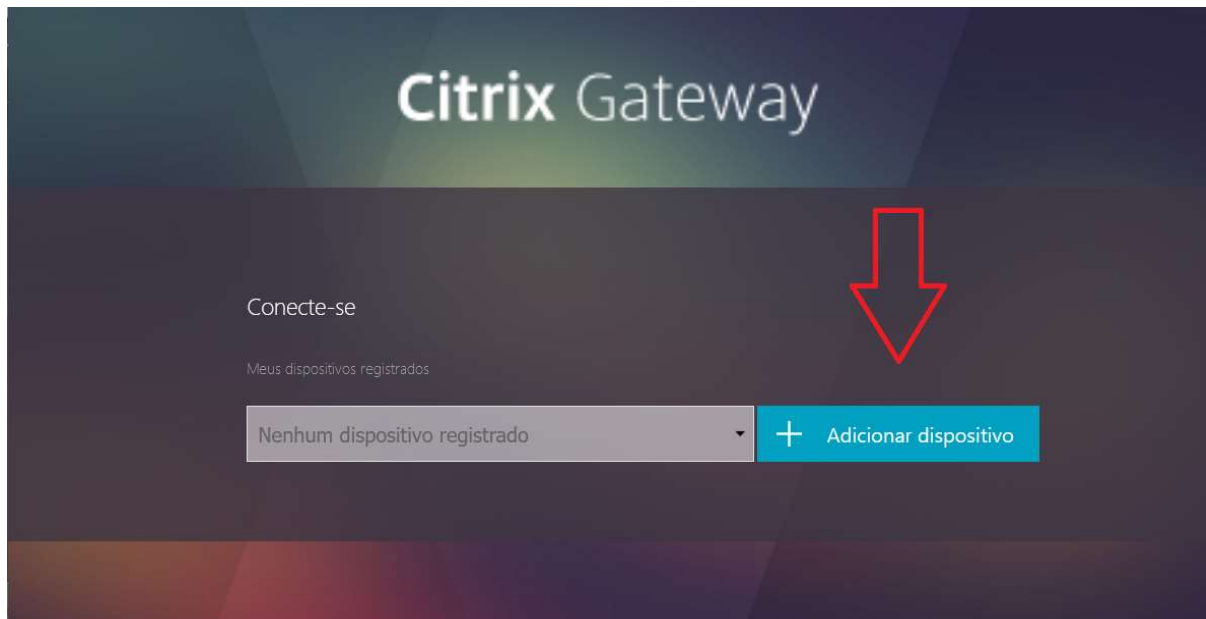 Citrix Gateway
Conecte-se
Meus dispositivos registrados
Nenhum dispositivo registrado
Adicionar dispositivo